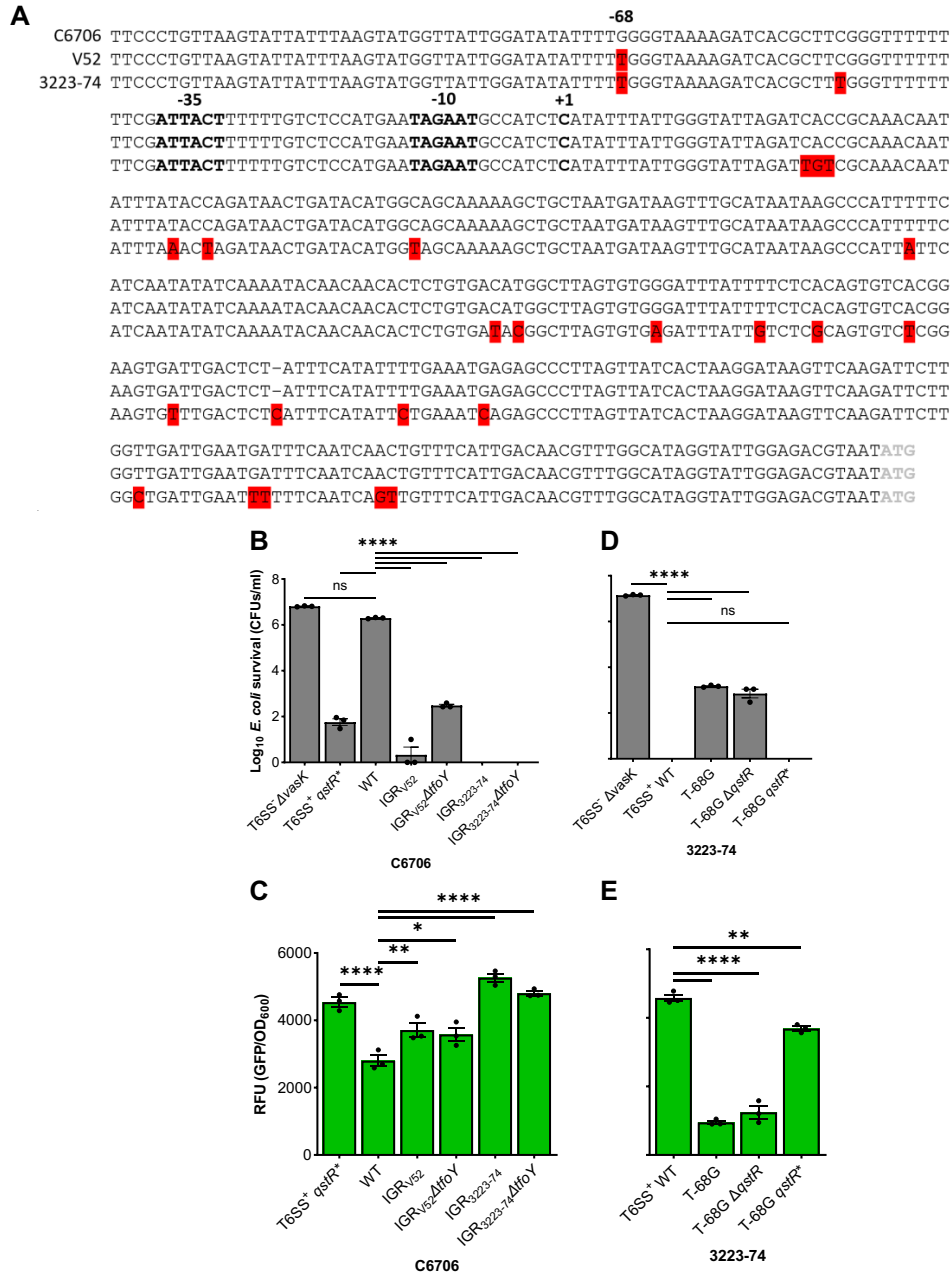 A
-68
C6706 TTCCCTGTTAAGTATTATTTAAGTATGGTTATTGGATATATTTTGGGGTAAAAGATCACGCTTCGGGTTTTTT
V52 TTCCCTGTTAAGTATTATTTAAGTATGGTTATTGGATATATTTTTGGGTAAAAGATCACGCTTCGGGTTTTTT
3223-74 TTCCCTGTTAAGTATTATTTAAGTATGGTTATTGGATATATTTTTGGGTAAAAGATCACGCTTTGGGTTTTTT
-35 -10 +1
TTCGATTACTTTTTTGTCTCCATGAATAGAATGCCATCTCATATTTATTGGGTATTAGATCACCGCAAACAAT
TTCGATTACTTTTTTGTCTCCATGAATAGAATGCCATCTCATATTTATTGGGTATTAGATCACCGCAAACAAT
TTCGATTACTTTTTTGTCTCCATGAATAGAATGCCATCTCATATTTATTGGGTATTAGATTGTCGCAAACAAT
ATTTATACCAGATAACTGATACATGGCAGCAAAAAGCTGCTAATGATAAGTTTGCATAATAAGCCCATTTTTC
ATTTATACCAGATAACTGATACATGGCAGCAAAAAGCTGCTAATGATAAGTTTGCATAATAAGCCCATTTTTC
ATTTAAACTAGATAACTGATACATGGTAGCAAAAAGCTGCTAATGATAAGTTTGCATAATAAGCCCATTATTC
ATCAATATATCAAAATACAACAACACTCTGTGACATGGCTTAGTGTGGGATTTATTTTCTCACAGTGTCACGG
ATCAATATATCAAAATACAACAACACTCTGTGACATGGCTTAGTGTGGGATTTATTTTCTCACAGTGTCACGG
ATCAATATATCAAAATACAACAACACTCTGTGATACGGCTTAGTGTGAGATTTATTGTCTCGCAGTGTCTCGG
AAGTGATTGACTCT-ATTTCATATTTTGAAATGAGAGCCCTTAGTTATCACTAAGGATAAGTTCAAGATTCTT
AAGTGATTGACTCT-ATTTCATATTTTGAAATGAGAGCCCTTAGTTATCACTAAGGATAAGTTCAAGATTCTT
AAGTGTTTGACTCTCATTTCATATTCTGAAATCAGAGCCCTTAGTTATCACTAAGGATAAGTTCAAGATTCTT
GGTTGATTGAATGATTTCAATCAACTGTTTCATTGACAACGTTTGGCATAGGTATTGGAGACGTAATATG
GGTTGATTGAATGATTTCAATCAACTGTTTCATTGACAACGTTTGGCATAGGTATTGGAGACGTAATATG
GGCTGATTGAATTTTTTCAATCAGTTGTTTCATTGACAACGTTTGGCATAGGTATTGGAGACGTAATATG
B
****
ns
8
6
4
2
0
Log10 E. coli survival (CFUs/ml)
T6SS- ΔvasK
T6SS+ qstR*
WT
IGRV52
IGRV52ΔtfoY
IGR3223-74
IGR3223-74ΔtfoY
C6706
D
****
ns
T6SS- ΔvasK
T6SS+ WT
T-68G
T-68G ΔqstR
T-68G qstR*
3223-74
C
****
*
**
****
6000
4000
2000
0
RFU (GFP/OD600)
T6SS+ qstR*
WT
IGRV52
IGRV52ΔtfoY
IGR3223-74
IGR3223-74ΔtfoY
C6706
E
**
****
T6SS+ WT
T-68G
T-68G ΔqstR
T-68G qstR*
3223-74